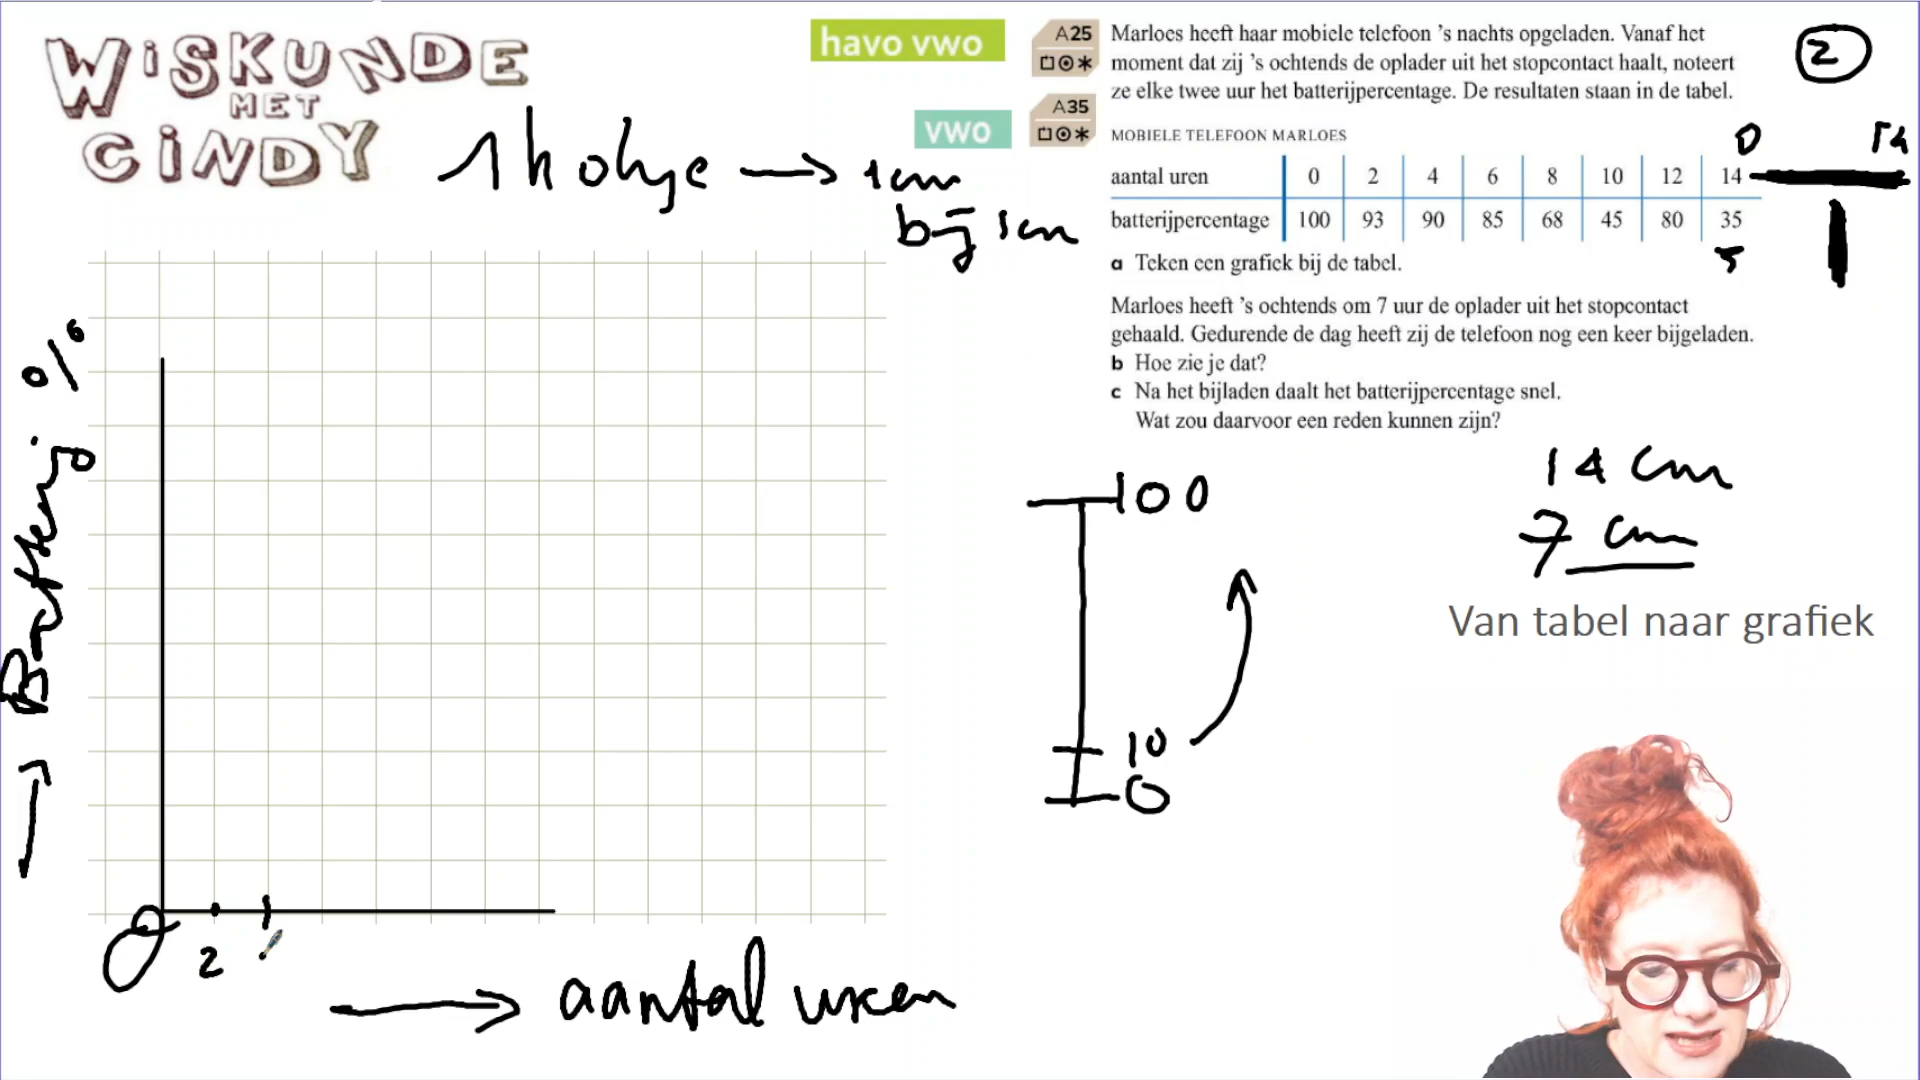 WiSKUNDE
MET
CiNDY
havo vwo
vwo
1 hokje → 1 cm
bij 1 cm
A25
A35
Marloes heeft haar mobiele telefoon 's nachts opgeladen. Vanaf het
moment dat zij 's ochtends de oplader uit het stopcontact haalt, noteert
ze elke twee uur het batterijpercentage. De resultaten staan in de tabel.
2
MOBIELE TELEFOON MARLOES
0 14
aantal uren 0 2 4 6 8 10 12 14
batterijpercentage 100 93 90 85 68 45 80 35
a Teken een grafiek bij de tabel.
Marloes heeft 's ochtends om 7 uur de oplader uit het stopcontact
gehaald. Gedurende de dag heeft zij de telefoon nog een keer bijgeladen.
b Hoe zie je dat?
c Na het bijladen daalt het batterijpercentage snel.
Wat zou daarvoor een reden kunnen zijn?
→ Batterij %
100
10
0
14 cm
7 cm
Van tabel naar grafiek
O
2
→ aantal uren